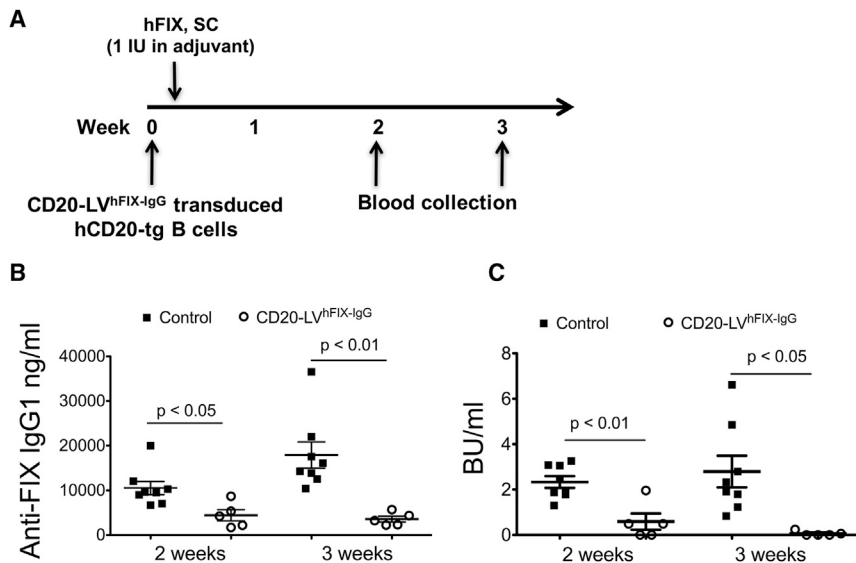 A
hFIX, SC
(1 IU in adjuvant)
Week 0 1 2 3
CD20-LVhFIX-IgG transduced
hCD20-tg B cells
Blood collection
B
Control CD20-LVhFIX-IgG
Anti-FIX IgG1 ng/ml
40000
30000
20000
10000
0
p < 0.05
p < 0.01
2 weeks 3 weeks
C
Control CD20-LVhFIX-IgG
BU/ml
8
6
4
2
0
p < 0.01
p < 0.05
2 weeks 3 weeks